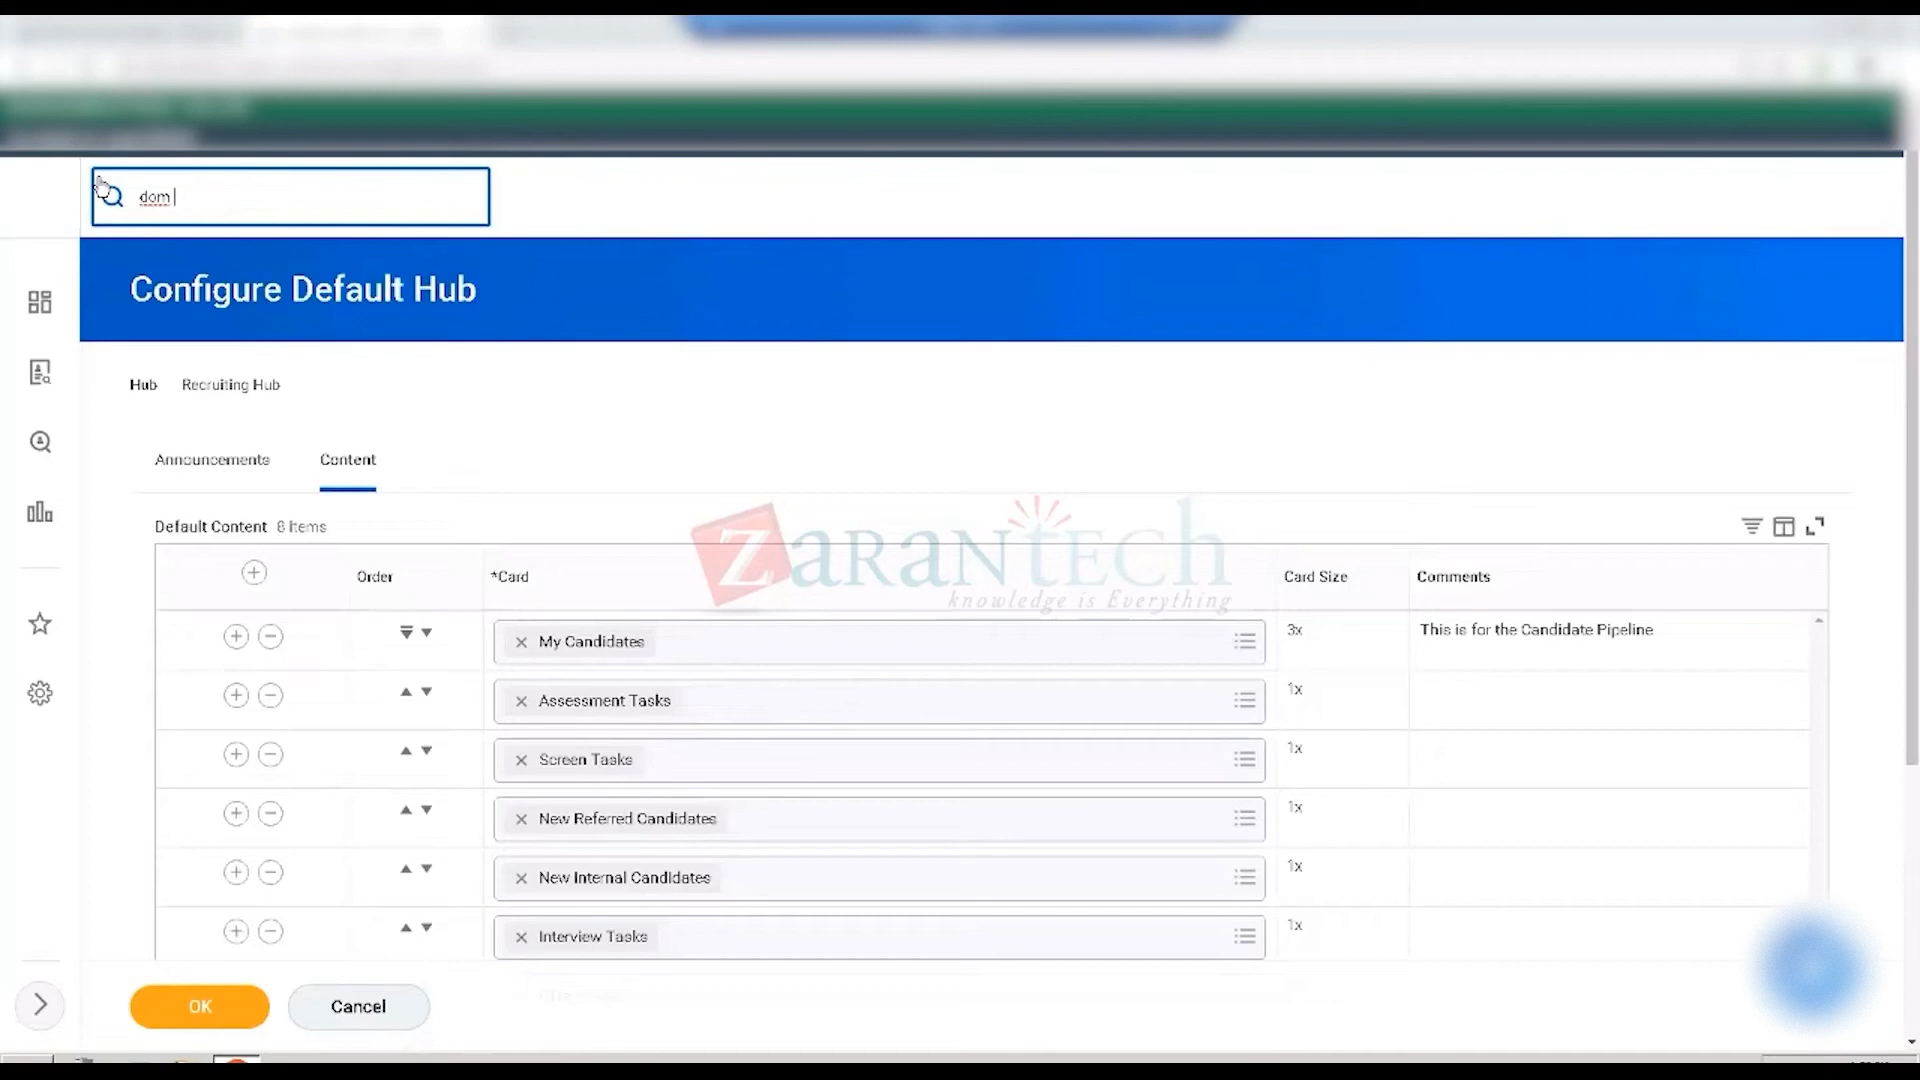 dom
Configure Default Hub
Hub Recruiting Hub
Announcements Content
Default Content 8 items
Order *Card Card Size Comments
My Candidates 3x This is for the Candidate Pipeline
Assessment Tasks 1x
Screen Tasks 1x
New Referred Candidates 1x
New Internal Candidates 1x
Interview Tasks 1x
OK Cancel
ZaranTech
knowledge is Everything